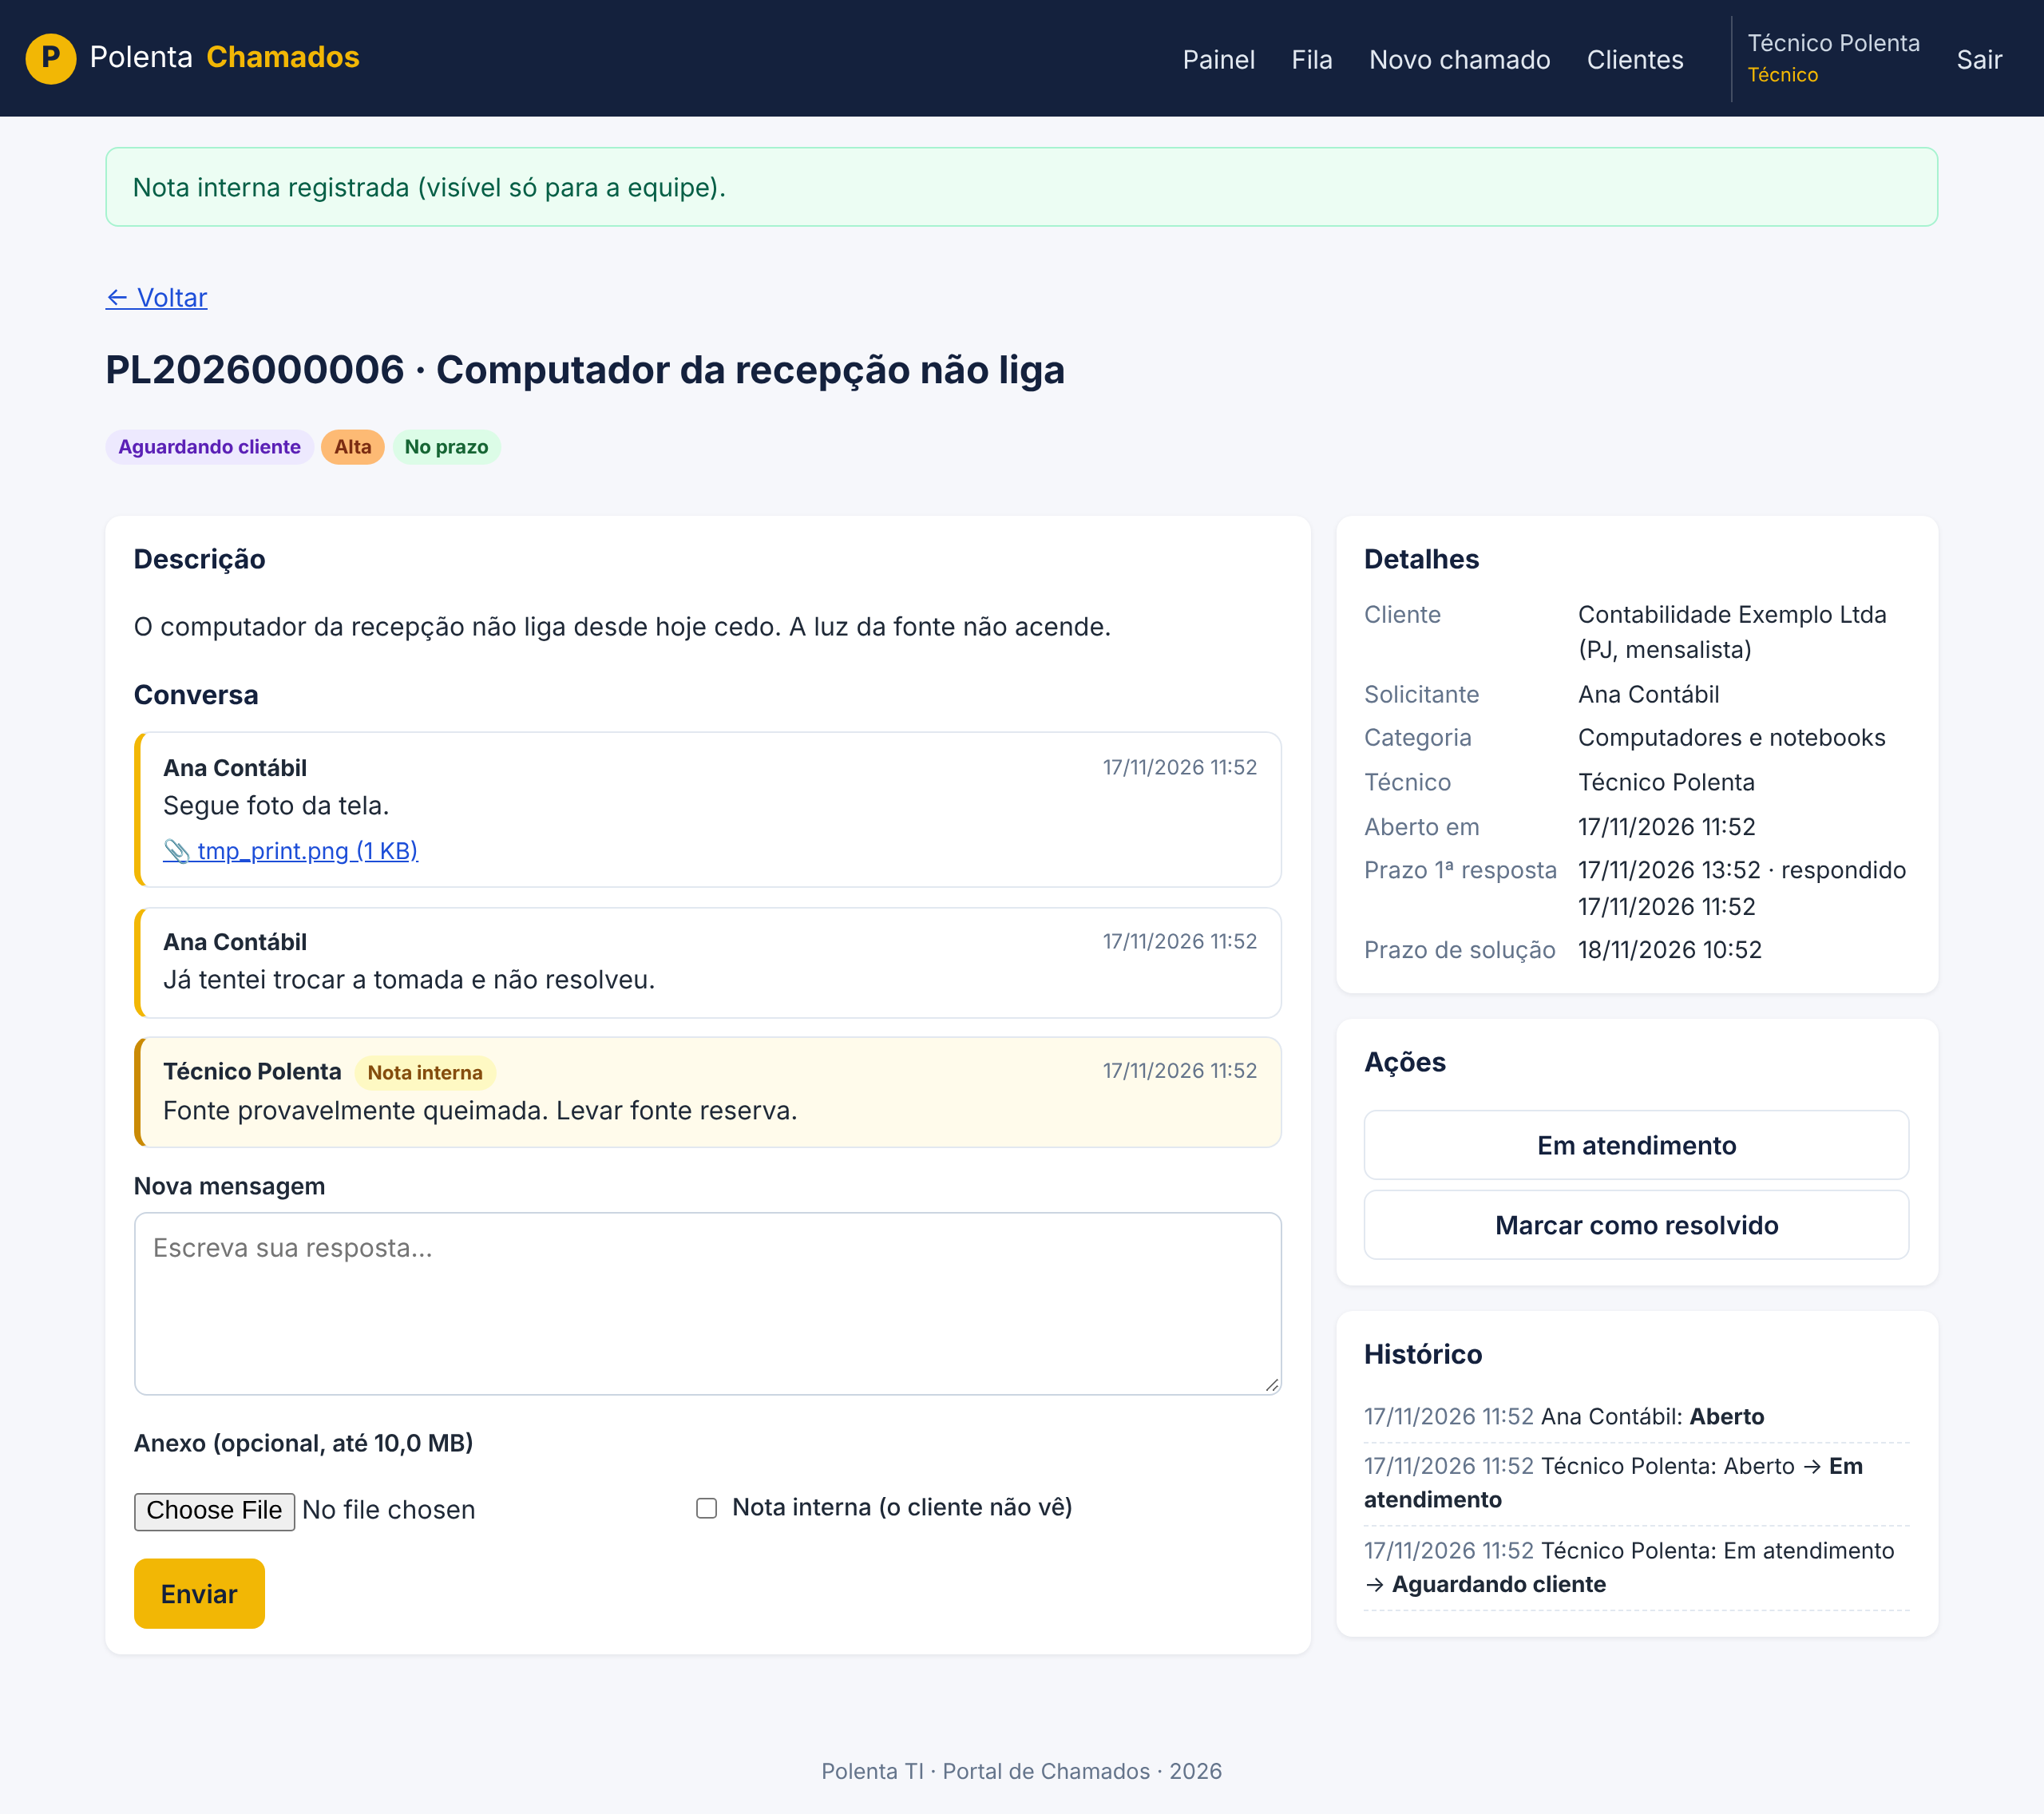 P Polenta Chamados
Painel Fila Novo chamado Clientes Técnico Polenta Sair
Técnico
Nota interna registrada (visível só para a equipe).
← Voltar
PL2026000006 · Computador da recepção não liga
Aguardando cliente Alta No prazo
Descrição
O computador da recepção não liga desde hoje cedo. A luz da fonte não acende.
Conversa
Ana Contábil 17/11/2026 11:52
Segue foto da tela.
📎 tmp_print.png (1 KB)
Ana Contábil 17/11/2026 11:52
Já tentei trocar a tomada e não resolveu.
Técnico Polenta Nota interna 17/11/2026 11:52
Fonte provavelmente queimada. Levar fonte reserva.
Nova mensagem
Escreva sua resposta...
Anexo (opcional, até 10,0 MB)
Choose File No file chosen
Nota interna (o cliente não vê)
Enviar
Detalhes
Cliente Contabilidade Exemplo Ltda
(PJ, mensalista)
Solicitante Ana Contábil
Categoria Computadores e notebooks
Técnico Técnico Polenta
Aberto em 17/11/2026 11:52
Prazo 1ª resposta 17/11/2026 13:52 · respondido
17/11/2026 11:52
Prazo de solução 18/11/2026 10:52
Ações
Em atendimento
Marcar como resolvido
Histórico
17/11/2026 11:52 Ana Contábil: Aberto
17/11/2026 11:52 Técnico Polenta: Aberto → Em
atendimento
17/11/2026 11:52 Técnico Polenta: Em atendimento
→ Aguardando cliente
Polenta TI · Portal de Chamados · 2026